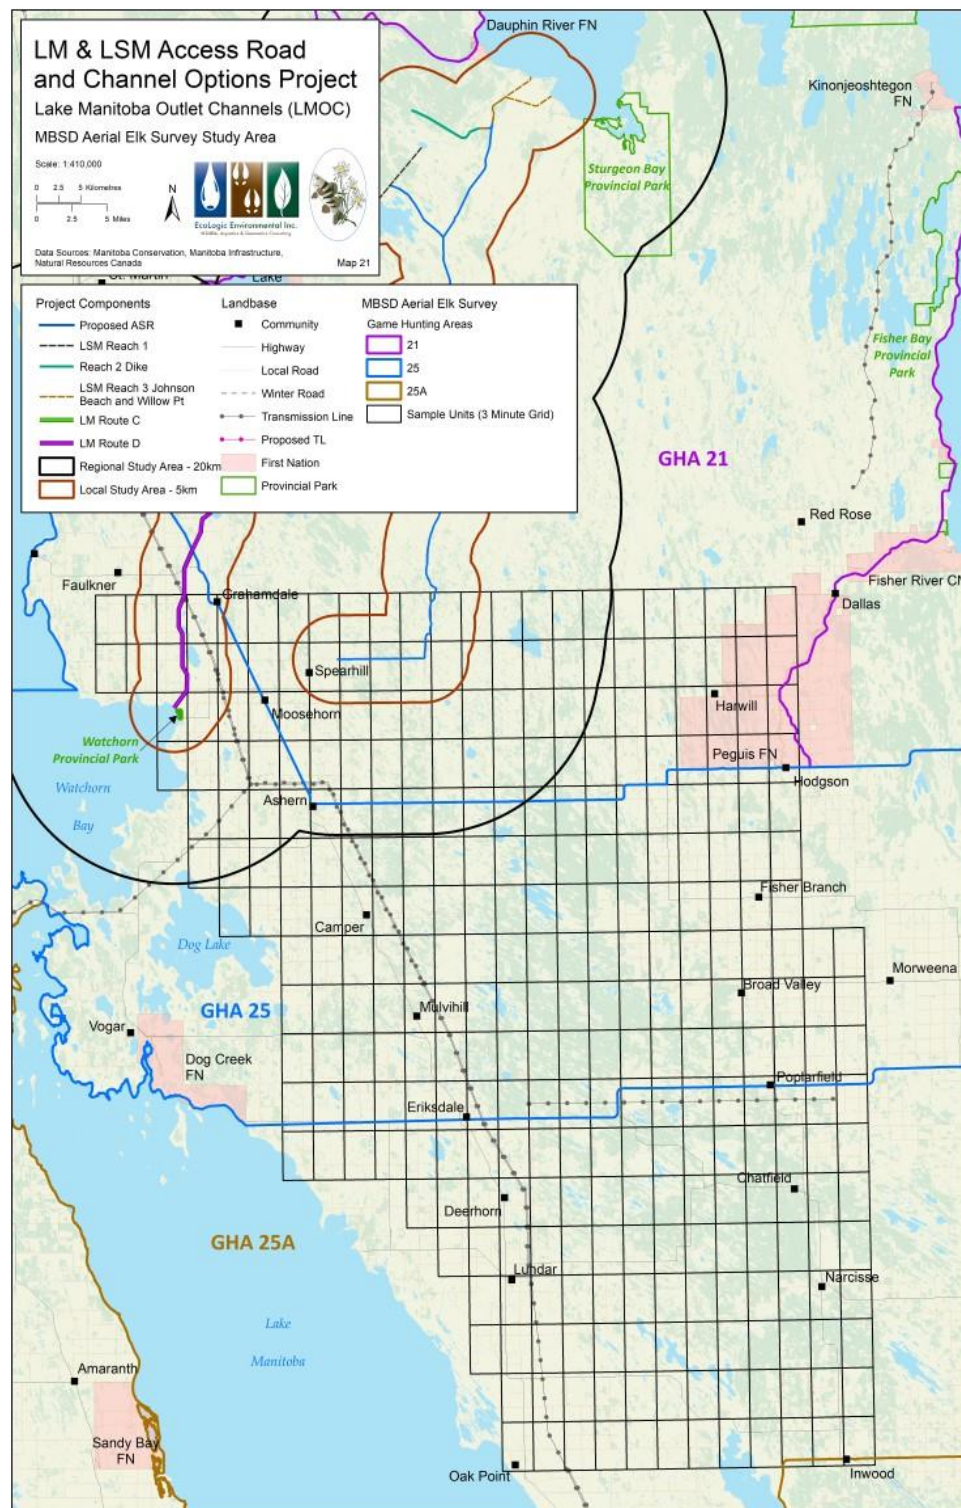 Dauphin River FN
LM & LSM Access Road
and Channel Options Project
Lake Manitoba Outlet Channels (LMOC)
MBSD Aerial Elk Survey Study Area
Scale: 1:410,000
0 2.5 5 Kilometres
0 2.5 5 Miles
N
EcoLogic Environmental Inc.
Data Sources: Manitoba Conservation, Manitoba Infrastructure,
Natural Resources Canada
Map 21
Kinonjeoshtegon
FN
Sturgeon Bay
Provincial Park
St. Martin
Lake
Project Components
Proposed ASR
LSM Reach 1
Reach 2 Dike
LSM Reach 3 Johnson
Beach and Willow Pt
LM Route C
LM Route D
Regional Study Area - 20km
Local Study Area - 5km
Landbase
Community
Highway
Local Road
Winter Road
Transmission Line
Proposed TL
First Nation
Provincial Park
MBSD Aerial Elk Survey
Game Hunting Areas
21
25
25A
Sample Units (3 Minute Grid)
Fisher Bay
Provincial
Park
GHA 21
Red Rose
Faulkner
Fisher River CN
Grahamdale
Dallas
Spearhill
Harwill
Moosehorn
Watchorn
Provincial Park
Peguis FN
Hodgson
Watchorn
Bay
Ashern
Fisher Branch
Camper
Dog Lake
Morweena
Broad Valley
GHA 25
Mulvihill
Vogar
Dog Creek
FN
Poplarfield
Eriksdale
Chatfield
Deerhorn
GHA 25A
Lundar
Narcisse
Lake
Manitoba
Amaranth
Sandy Bay
FN
Oak Point
Inwood